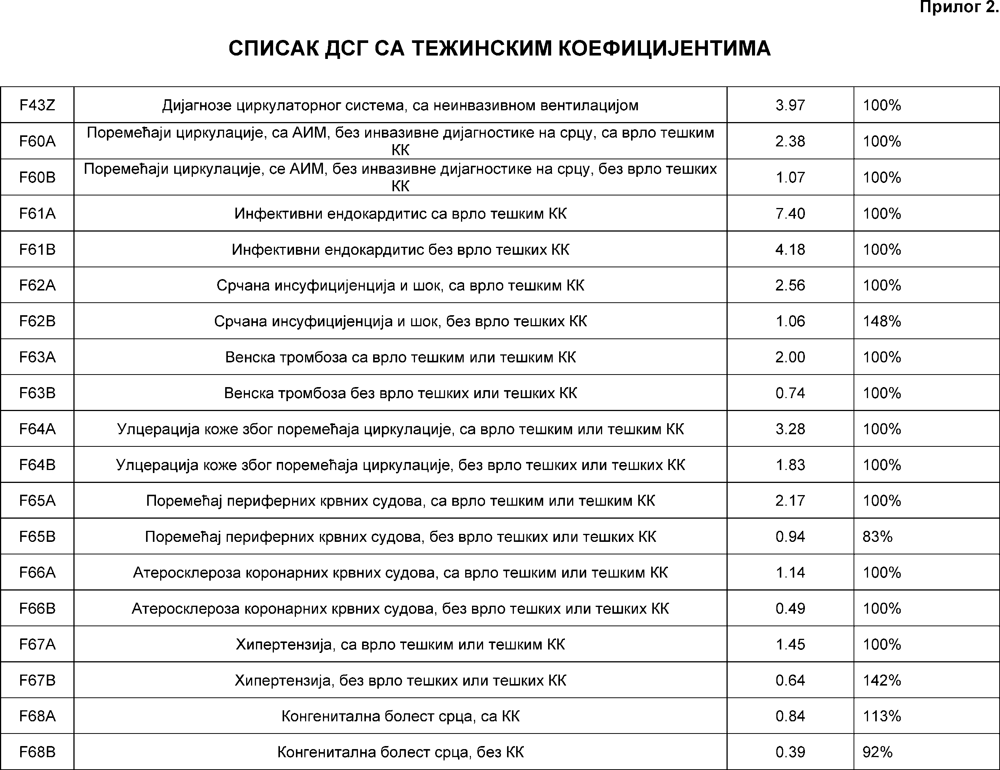 Прилог 2.
СПИСАК ДСГ СА ТЕЖИНСКИМ КОЕФИЦИЈЕНТИМА
F43Z Дијагнозе циркулаторног система, са неинвазивном вентилацијом 3.97 100%
Поремећаји циркулације, са АИМ, без инвазивне дијагностике на срцу, са врло тешким
F60A КК 2.38 100%
Поремећаји циркулације, се АИМ, без инвазивне дијагностике на срцу, без врло тешких
F60B КК 1.07 100%
F61A Инфективни ендокардитис са врло тешким КК 7.40 100%
F61B Инфективни ендокардитис без врло тешких КК 4.18 100%
F62A Срчана инсуфицијенција и шок, са врло тешким КК 2.56 100%
F62B Срчана инсуфицијенција и шок, без врло тешких КК 1.06 148%
F63A Венска тромбоза са врло тешким или тешким КК 2.00 100%
F63B Венска тромбоза без врло тешких или тешких КК 0.74 100%
F64A Улцерација коже због поремећаја циркулације, са врло тешким или тешким КК 3.28 100%
F64B Улцерација коже због поремећаја циркулације, без врло тешких или тешких КК 1.83 100%
F65A Поремећај периферних крвних судова, са врло тешким или тешким КК 2.17 100%
F65B Поремећај периферних крвних судова, без врло тешких или тешких КК 0.94 83%
F66A Атеросклероза коронарних крвних судова, са врло тешким или тешким КК 1.14 100%
F66B Атеросклероза коронарних крвних судова, без врло тешких или тешких КК 0.49 100%
F67A Хипертензија, са врло тешким или тешким КК 1.45 100%
F67B Хипертензија, без врло тешких или тешких КК 0.64 142%
F68A Конгенитална болест срца, са КК 0.84 113%
F68B Конгенитална болест срца, без КК 0.39 92%